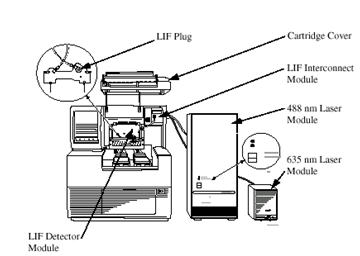 LIF Plug
Cartridge Cover
LIF Interconnect
Module
488 nm Laser
Module
635 nm Laser
Module
LIF Detector
Module